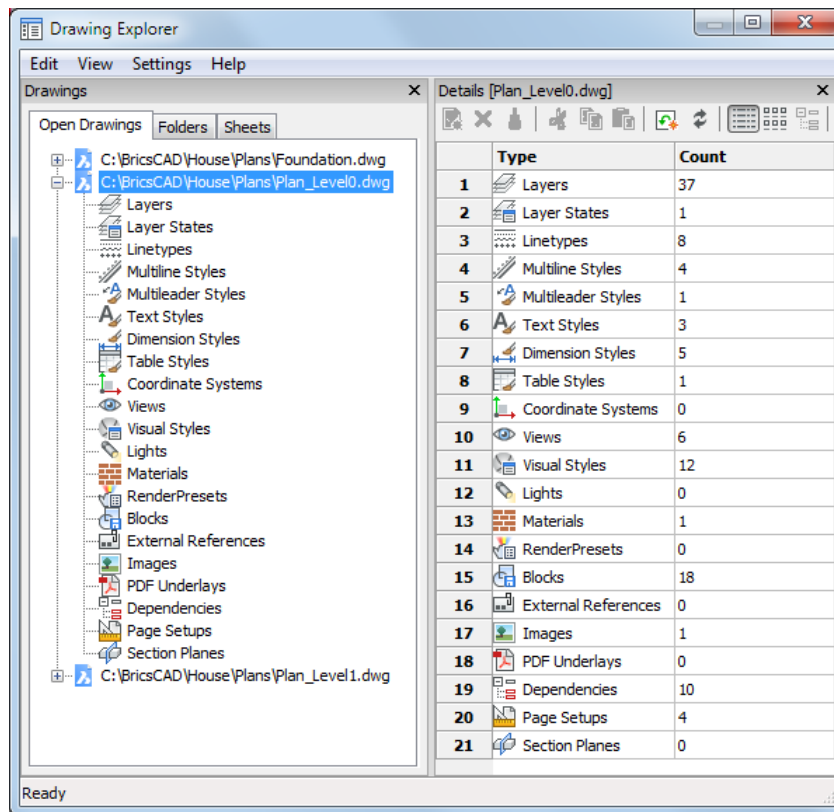 Drawing Explorer
Edit View Settings Help
Drawings
Open Drawings Folders Sheets
C:\BricsCAD\House\Plans\Foundation.dwg
C:\BricsCAD\House\Plans\Plan_Level0.dwg
Layers
Layer States
Linetypes
Multiline Styles
Multileader Styles
Text Styles
Dimension Styles
Table Styles
Coordinate Systems
Views
Visual Styles
Lights
Materials
RenderPresets
Blocks
External References
Images
PDF Underlays
Dependencies
Page Setups
Section Planes
C:\BricsCAD\House\Plans\Plan_Level1.dwg
Details [Plan_Level0.dwg]
Type Count
1 Layers 37
2 Layer States 1
3 Linetypes 8
4 Multiline Styles 4
5 Multileader Styles 1
6 Text Styles 3
7 Dimension Styles 5
8 Table Styles 1
9 Coordinate Systems 0
10 Views 6
11 Visual Styles 12
12 Lights 0
13 Materials 1
14 RenderPresets 0
15 Blocks 18
16 External References 0
17 Images 1
18 PDF Underlays 0
19 Dependencies 10
20 Page Setups 4
21 Section Planes 0
Ready